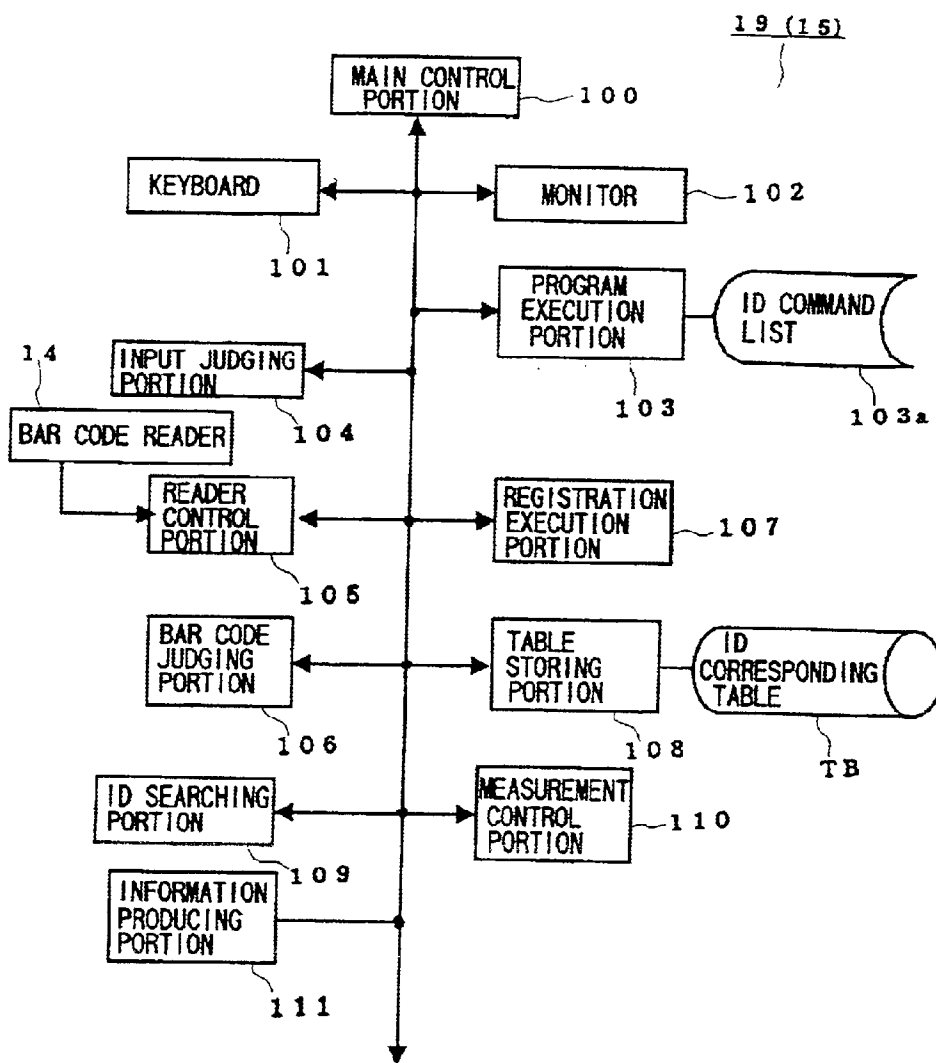 19 (15)
MAIN CONTROL
PORTION
100
KEYBOARD
101
MONITOR
102
PROGRAM
EXECUTION
PORTION
103
ID COMMAND
LIST
103a
14
INPUT JUDGING
PORTION
104
BAR CODE READER
READER
CONTROL
PORTION
105
REGISTRATION
EXECUTION
PORTION
107
BAR CODE
JUDGING
PORTION
106
TABLE
STORING
PORTION
108
ID
CORRESPONDING
TABLE
TB
ID SEARCHING
PORTION
109
MEASUREMENT
CONTROL
PORTION
110
INFORMATION
PRODUCING
PORTION
111